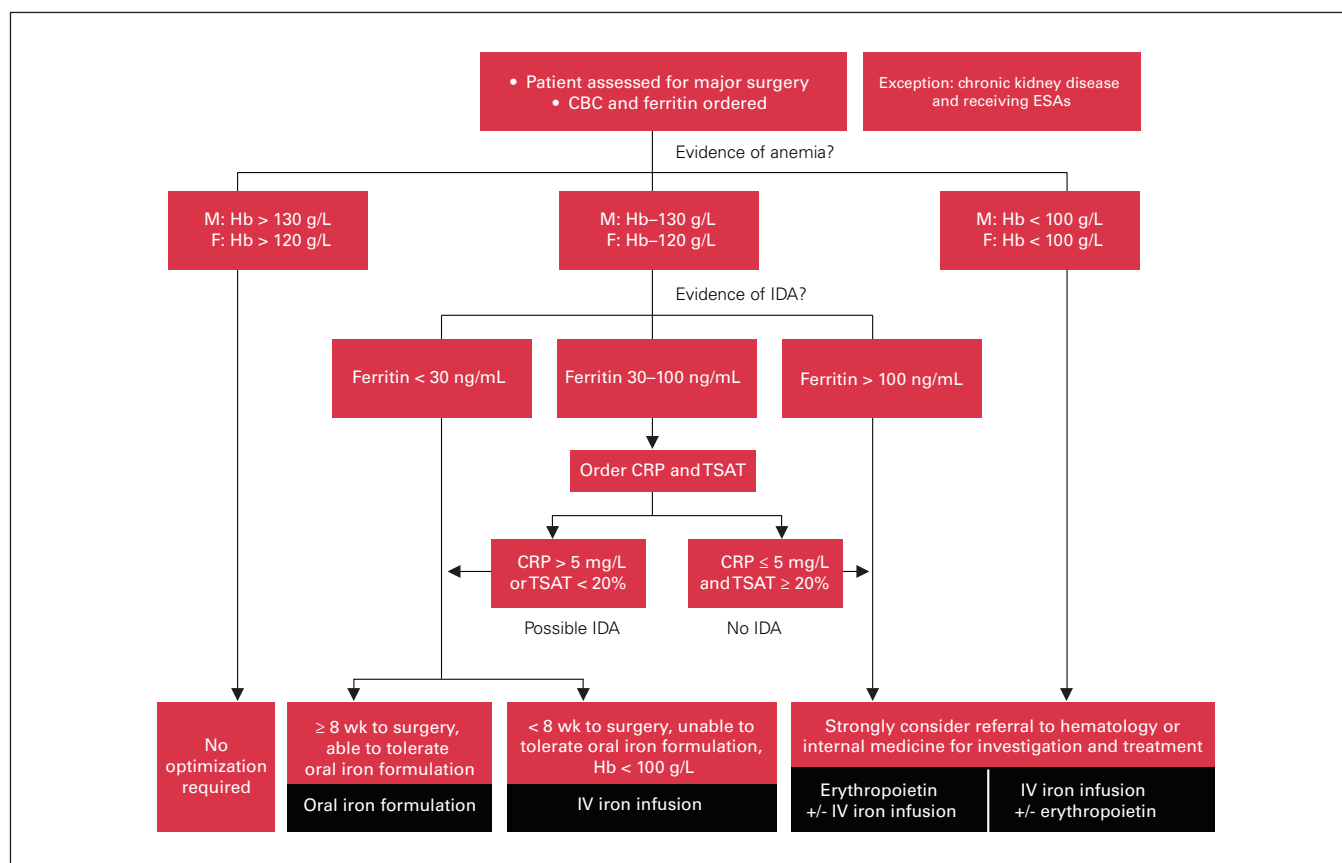 • Patient assessed for major surgery
• CBC and ferritin ordered
Exception: chronic kidney disease
and receiving ESAs
Evidence of anemia?
M: Hb > 130 g/L
F: Hb > 120 g/L
M: Hb–130 g/L
F: Hb–120 g/L
M: Hb < 100 g/L
F: Hb < 100 g/L
Evidence of IDA?
Ferritin < 30 ng/mL
Ferritin 30–100 ng/mL
Ferritin > 100 ng/mL
Order CRP and TSAT
CRP > 5 mg/L
or TSAT < 20%
CRP ≤ 5 mg/L
and TSAT ≥ 20%
Possible IDA
No IDA
No
optimization
required
≥ 8 wk to surgery,
able to tolerate
oral iron formulation
Oral iron formulation
< 8 wk to surgery, unable to
tolerate oral iron formulation,
Hb < 100 g/L
IV iron infusion
Strongly consider referral to hematology or
internal medicine for investigation and treatment
Erythropoietin
+/- IV iron infusion
IV iron infusion
+/- erythropoietin